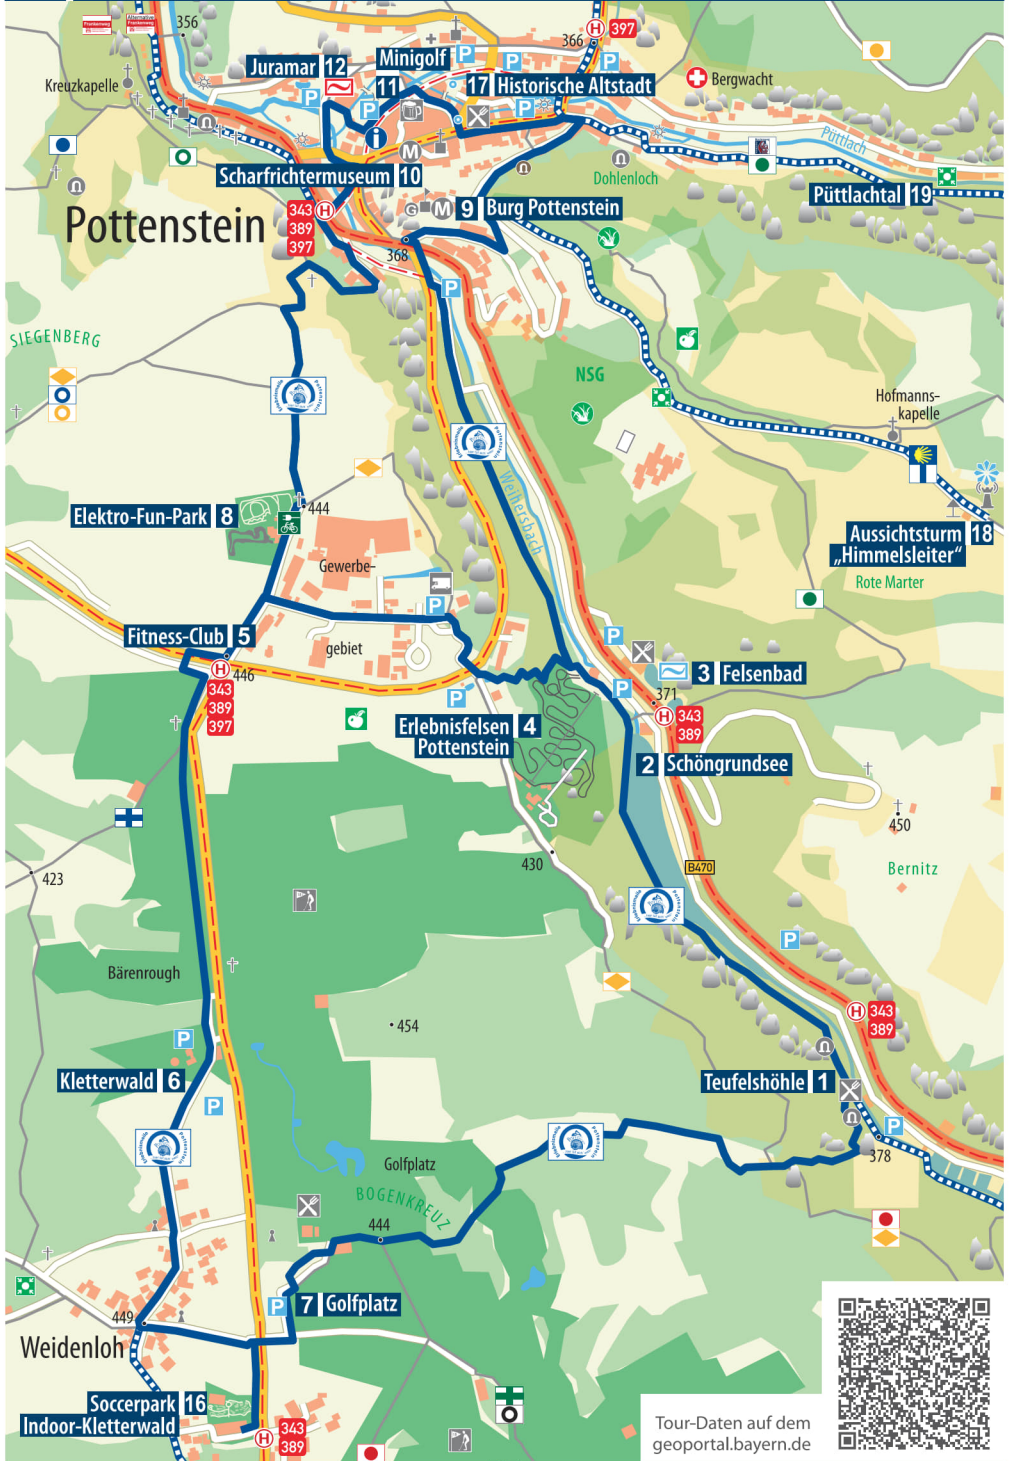 356
366
397
Juramar 12
Minigolf
11
17 Historische Altstadt
Bergwacht
Kreuzkapelle
Püttlach
i
M
Scharfrichtermuseum 10
Dohlenloch
Püttlachtal 19
Pottenstein
343
389
397
H
G M
9 Burg Pottenstein
368
P
SIEGENBERG
NSG
Hofmanns-
kapelle
Weihersbach
Elektro-Fun-Park 8
444
Aussichtsturm 18
„Himmelsleiter“
Rote Marter
Gewerbe-
P
Fitness-Club 5
gebiet
446
H
343
389
397
P
P
P
3 Felsenbad
371
H 343
389
Erlebnisfelsen 4
Pottenstein
2 Schöngrundsee
450
430
B470
Bernitz
423
P
Bärenrough
454
H 343
389
P
Kletterwald 6
Teufelshöhle 1
P
P
378
Golfplatz
BOGENKREUZ
444
P
7 Golfplatz
449
Weidenloh
Soccerpark 16
Indoor-Kletterwald
H 343
389
Tour-Daten auf dem
geoportal.bayern.de